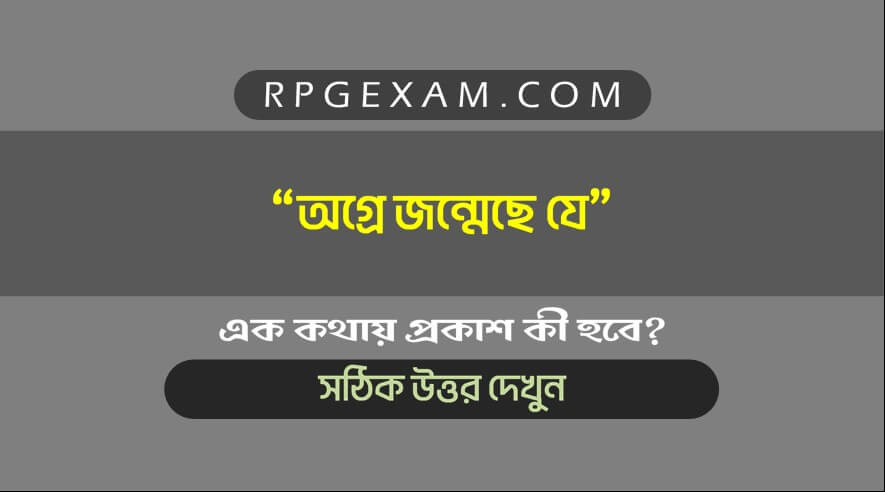 RPGEXAM.COM
“অগ্রে জন্মেছে যে”
এক কথায় প্রকাশ কী হবে?
সঠিক উত্তর দেখুন